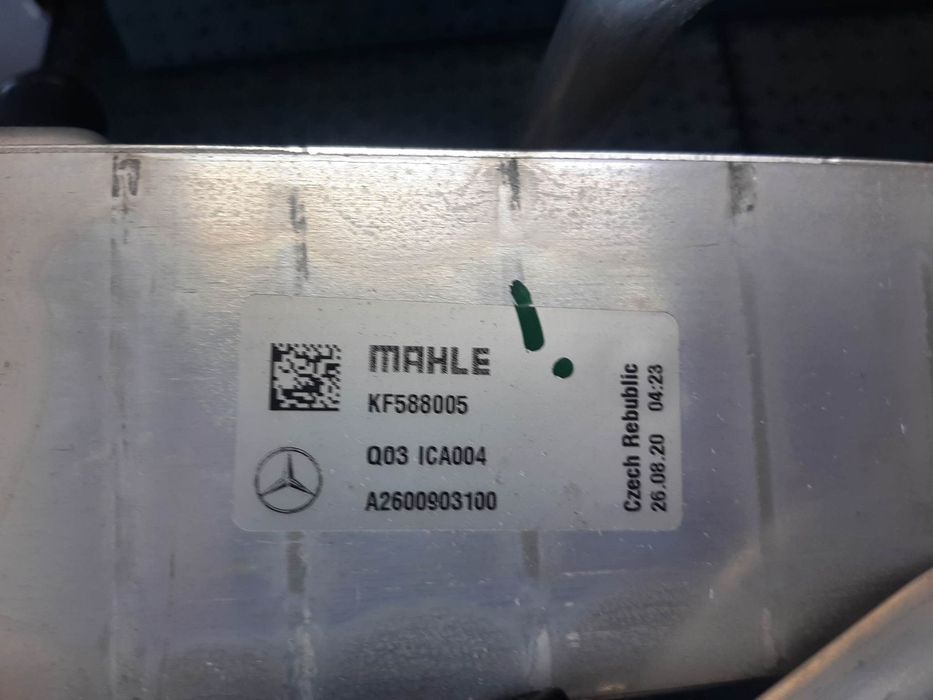 MAHLE
KF588005
Q03 ICA004
A2600903100
Czech Rebublic
26.08.20 04:23